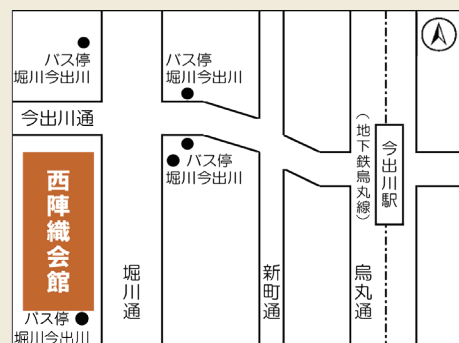 バス停
堀川今出川
バス停
堀川今出川
今出川通
バス停
堀川今出川
西陣織会館
堀川通
新町通
烏丸通
（地下鉄烏丸線）
今出川駅
バス停
堀川今出川